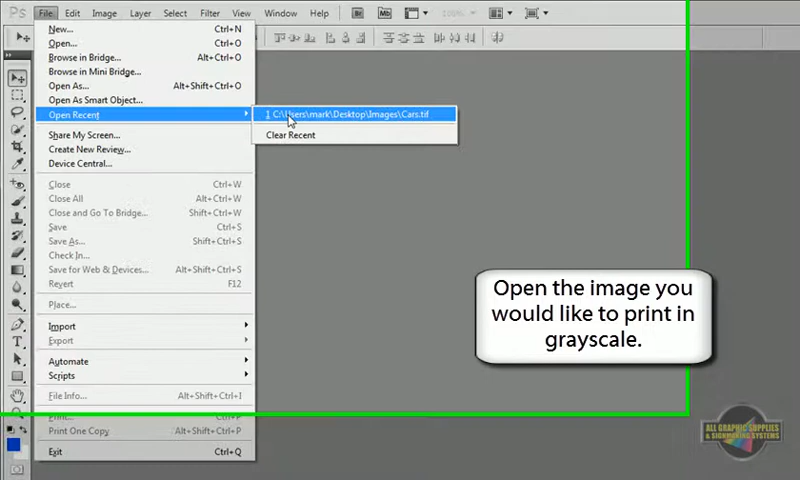 Ps File Edit Image Layer Select Filter View Window Help Br Mb 100%
New... Ctrl+N
Open... Ctrl+O
Browse in Bridge... Alt+Ctrl+O
Browse in Mini Bridge...
Open As... Alt+Shift+Ctrl+O
Open As Smart Object...
Open Recent
1 C:\Users\mark\Desktop\Images\Cars.tif
Clear Recent
Share My Screen...
Create New Review...
Device Central...
Close Ctrl+W
Close All Alt+Ctrl+W
Close and Go To Bridge... Shift+Ctrl+W
Save Ctrl+S
Save As... Shift+Ctrl+S
Check In...
Save for Web & Devices... Alt+Shift+Ctrl+S
Revert F12
Place...
Import
Export
Automate
Scripts
File Info... Alt+Shift+Ctrl+I
Print... Ctrl+P
Print One Copy Alt+Shift+Ctrl+P
Exit Ctrl+Q
Open the image you
would like to print in
grayscale.
ALL GRAPHIC SUPPLIES
& SIGNMAKING SYSTEMS